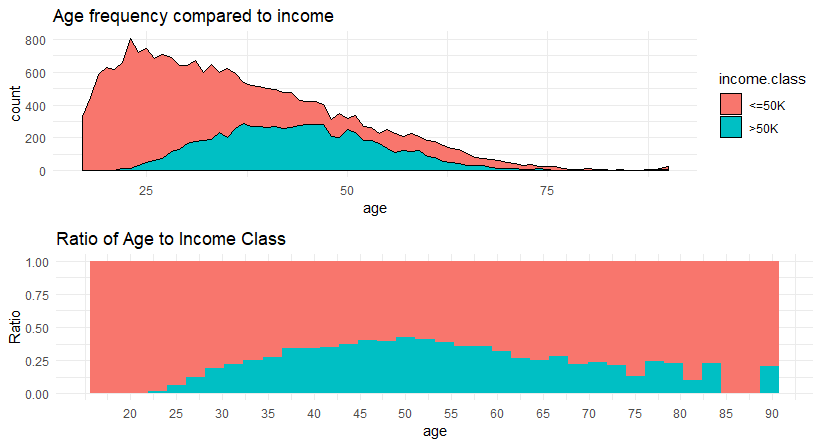 Age frequency compared to income
800
600
400
200
0
count
25 50 75
age
income.class
<=50K
>50K
Ratio of Age to Income Class
1.00
0.75
0.50
0.25
0.00
Ratio
20 25 30 35 40 45 50 55 60 65 70 75 80 85 90
age